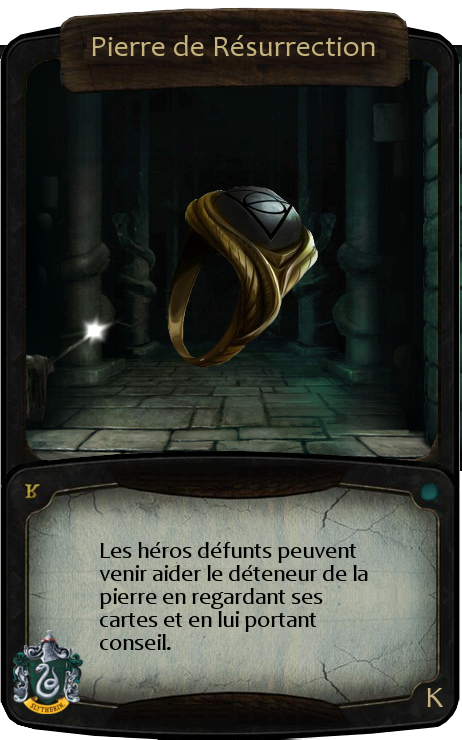 Pierre de Résurrection
K
Les héros défunts peuvent
venir aider le déteneur de la
pierre en regardant ses
cartes et en lui portant
conseil.
SLYTHERIN
K